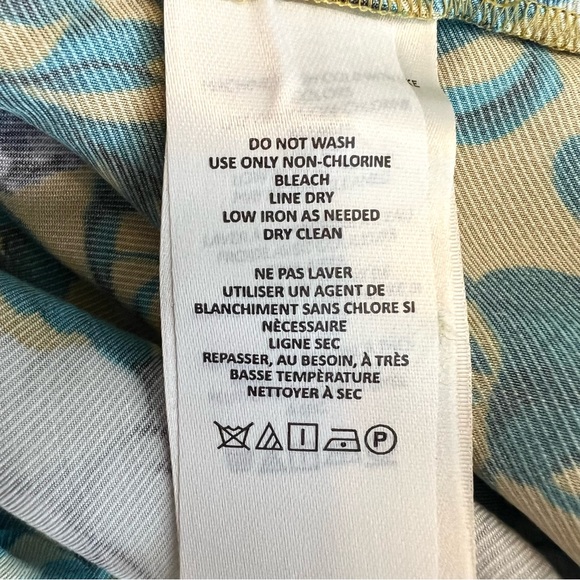 DO NOT WASH
USE ONLY NON-CHLORINE
BLEACH
LINE DRY
LOW IRON AS NEEDED
DRY CLEAN
NE PAS LAVER
UTILISER UN AGENT DE
BLANCHIMENT SANS CHLORE SI
NÈCESSAIRE
LIGNE SEC
REPASSER, AU BESOIN, À TRÈS
BASSE TEMPÈRATURE
NETTOYER À SEC
P